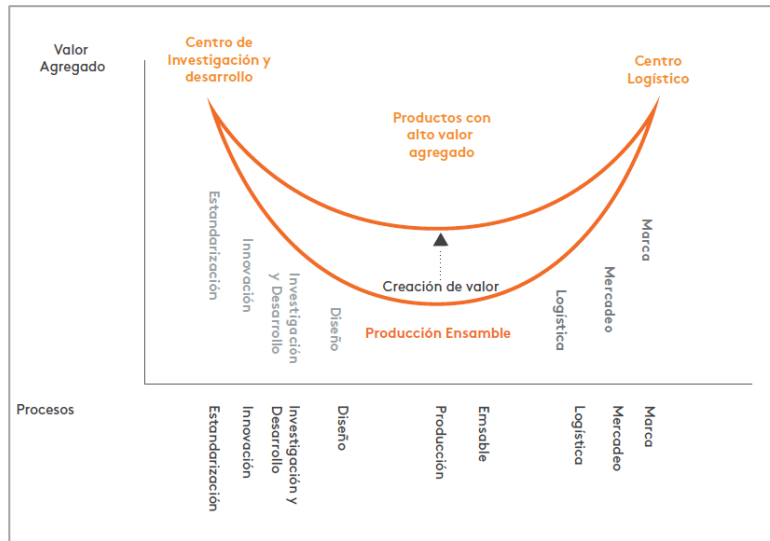 Valor
Agregado
Centro de
Investigación y
desarrollo
Centro
Logístico
Productos con
alto valor
agregado
Estandarización
Innovación
Investigación
y Desarrollo
Diseño
Creación de valor
Producción Ensamble
Logística
Mercadeo
Marca
Procesos
Estandarización
Innovación
Investigación y
Desarrollo
Diseño
Producción
Emsable
Logística
Mercadeo
Marca